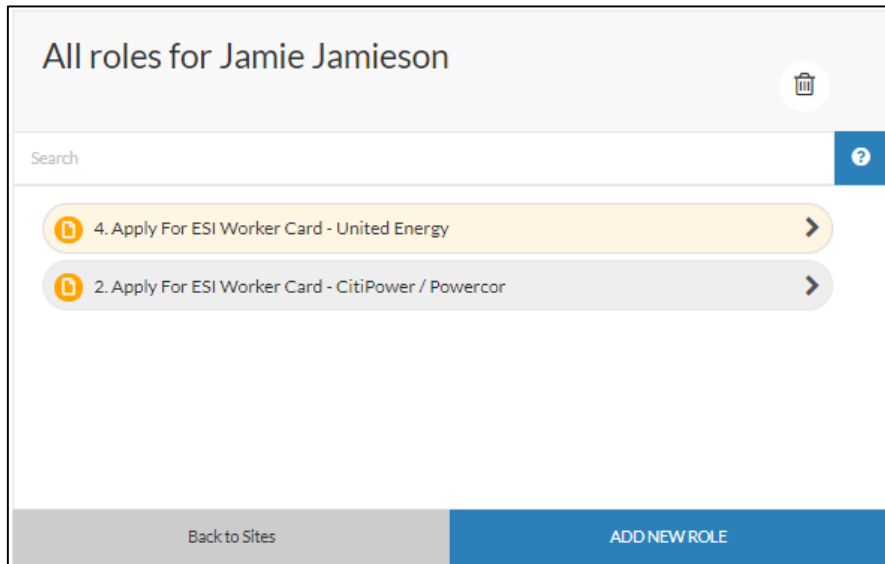 All roles for Jamie Jamieson
Search
4. Apply For ESI Worker Card - United Energy
2. Apply For ESI Worker Card - CitiPower / Powercor
Back to Sites
ADD NEW ROLE